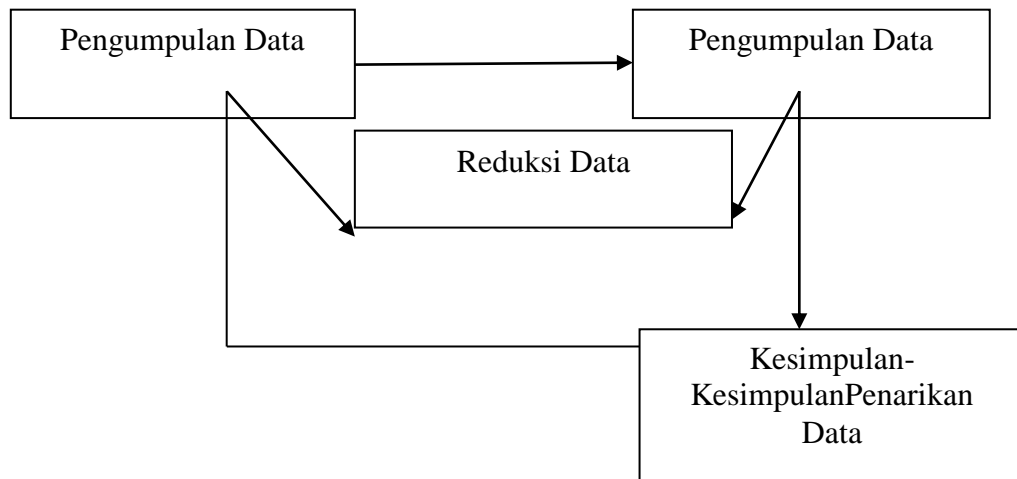 Pengumpulan Data
Pengumpulan Data
Reduksi Data
Kesimpulan-
KesimpulanPenarikan
Data